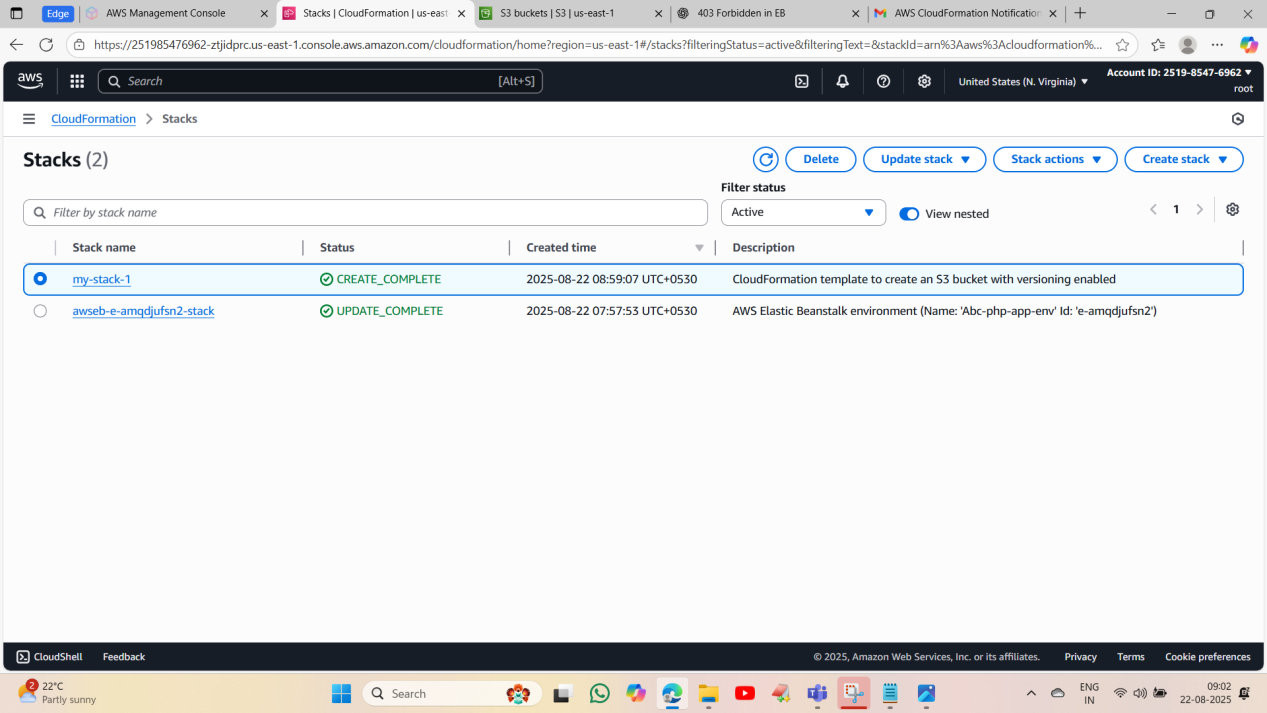 Edge
AWS Management Console
Stacks | CloudFormation | us-east
S3 buckets | S3 | us-east-1
403 Forbidden in EB
AWS CloudFormation Notification
https://251985476962-ztjidprc.us-east-1.console.aws.amazon.com/cloudformation/home?region=us-east-1#/stacks?filteringStatus=active&filteringText=&stackId=arn%3Aaws%3Acloudformation%...
aws
Search [Alt+S]
United States (N. Virginia)
Account ID: 2519-8547-6962
root
CloudFormation > Stacks
Stacks (2)
Delete
Update stack
Stack actions
Create stack
Filter status
Filter by stack name
Active
View nested
1
Stack name Status Created time Description
my-stack-1 CREATE_COMPLETE 2025-08-22 08:59:07 UTC+0530 CloudFormation template to create an S3 bucket with versioning enabled
awseb-e-amqdjufsn2-stack UPDATE_COMPLETE 2025-08-22 07:57:53 UTC+0530 AWS Elastic Beanstalk environment (Name: 'Abc-php-app-env' Id: 'e-amqdjufsn2')
CloudShell Feedback
© 2025, Amazon Web Services, Inc. or its affiliates. Privacy Terms Cookie preferences
2
22°C
Partly sunny
Search
ENG
IN
09:02
22-08-2025